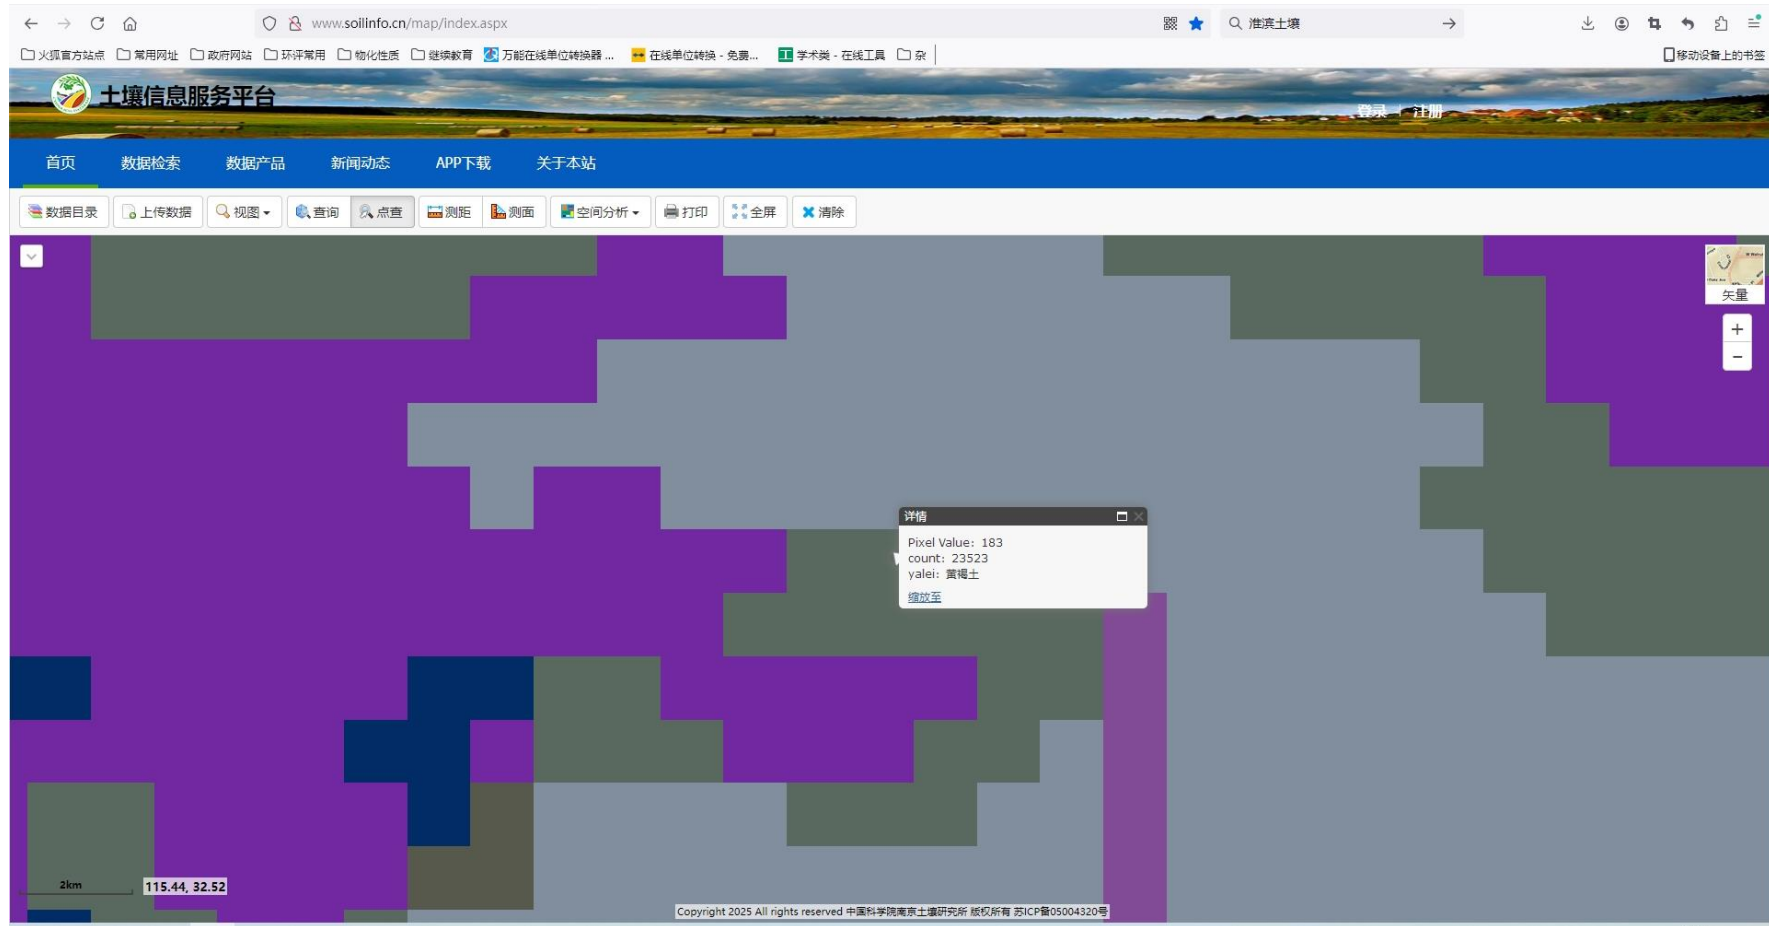 www.soilinfo.cn/map/index.aspx
淮滨土壤
火狐官方站点 常用网址 政府网站 环评常用 物化性质 继续教育 万能在线单位转换器 ... 在线单位转换 - 免费... 工 学术类 - 在线工具 杂 移动设备上的书签
土壤信息服务平台
登录 | 注册
首页 数据检索 数据产品 新闻动态 APP下载 关于本站
数据目录 上传数据 视图 查询 点查 测距 测面 空间分析 打印 全屏 清除
矢量
+
−
详情
Pixel Value: 183
count: 23523
yalei: 黄褐土
缩放至
2km
115.44, 32.52
Copyright 2025 All rights reserved 中国科学院南京土壤研究所 版权所有 苏ICP备05004320号